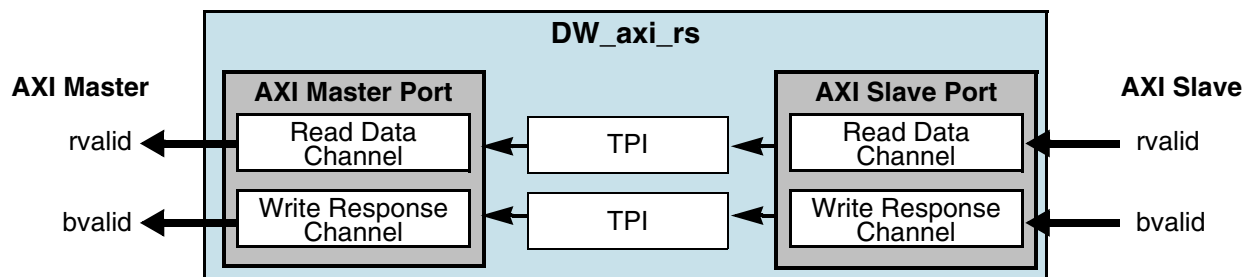 DW_axi_rs
AXI Master
AXI Master Port
AXI Slave Port
AXI Slave
rvalid
Read Data
Channel
TPI
Read Data
Channel
rvalid
bvalid
Write Response
Channel
TPI
Write Response
Channel
bvalid